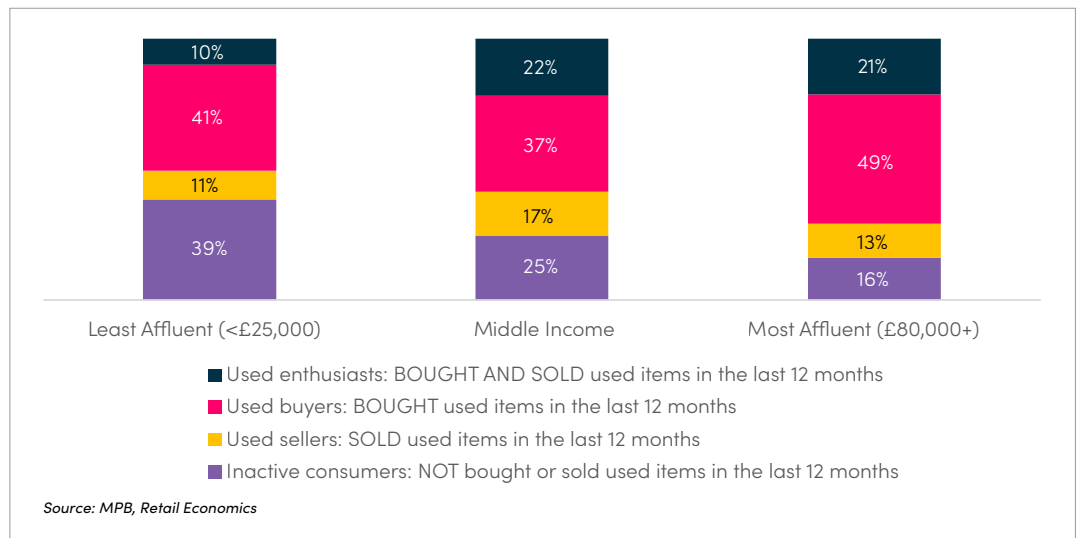 10%
41%
11%
39%
22%
37%
17%
25%
21%
49%
13%
16%
Least Affluent (<£25,000)
Middle Income
Most Affluent (£80,000+)
Used enthusiasts: BOUGHT AND SOLD used items in the last 12 months
Used buyers: BOUGHT used items in the last 12 months
Used sellers: SOLD used items in the last 12 months
Inactive consumers: NOT bought or sold used items in the last 12 months
Source: MPB, Retail Economics